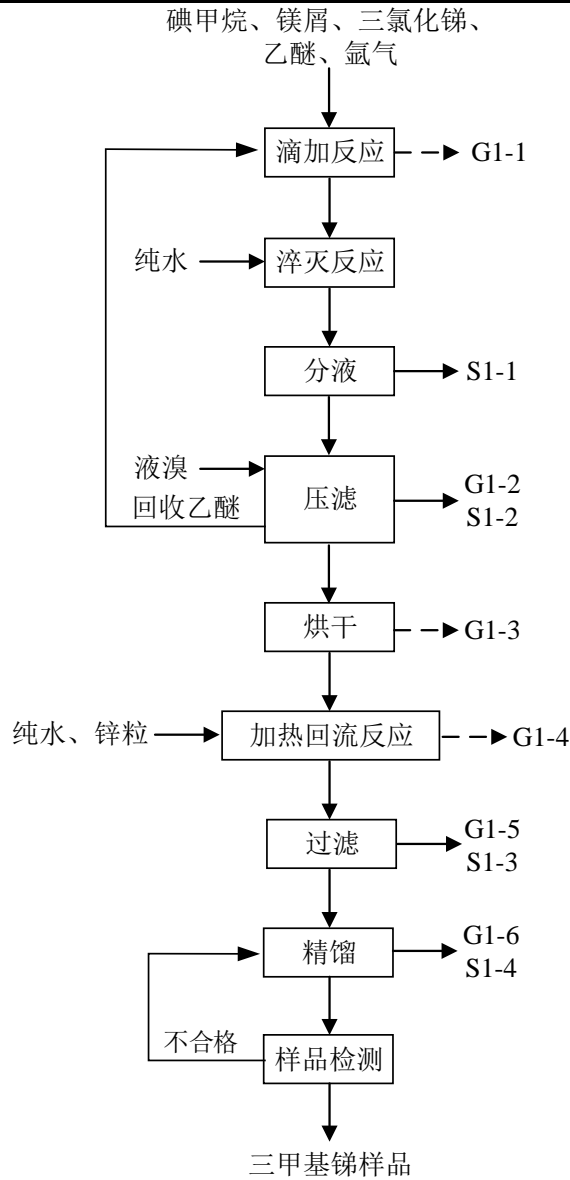 碘甲烷、镁屑、三氯化锑、
乙醚、氩气
滴加反应
G1-1
纯水
淬灭反应
分液
S1-1
液溴
回收乙醚
压滤
G1-2
S1-2
烘干
G1-3
纯水、锌粒
加热回流反应
G1-4
过滤
G1-5
S1-3
精馏
G1-6
S1-4
不合格
样品检测
三甲基锑样品